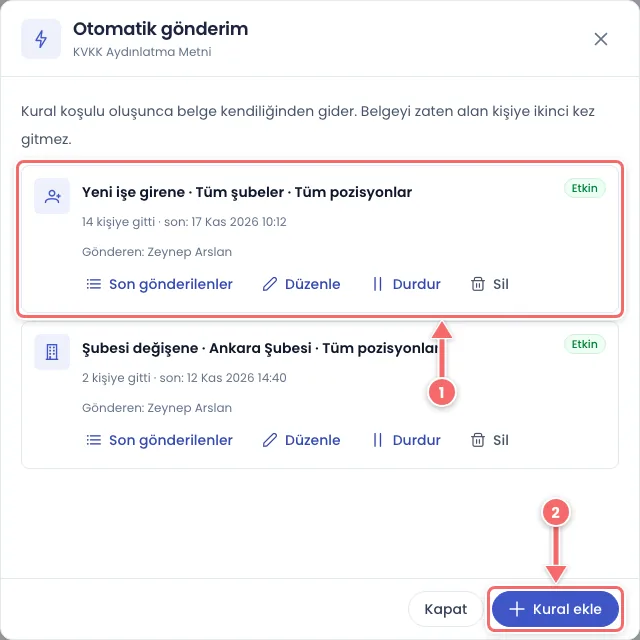 Otomatik gönderim
KVKK Aydınlatma Metni
Kural koşulu oluşunca belge kendiliğinden gider. Belgeyi zaten alan kişiye ikinci kez
gitmez.
Yeni işe girene · Tüm şubeler · Tüm pozisyonlar
Etkin
14 kişiye gitti · son: 17 Kas 2026 10:12
Gönderen: Zeynep Arslan
Son gönderilenler Düzenle Durdur Sil
Şubesi değişene · Ankara Şubesi · Tüm pozisyonlar
Etkin
2 kişiye gitti · son: 12 Kas 2026 14:40
1
Gönderen: Zeynep Arslan
Son gönderilenler Düzenle Durdur Sil
2
Kapat Kural ekle